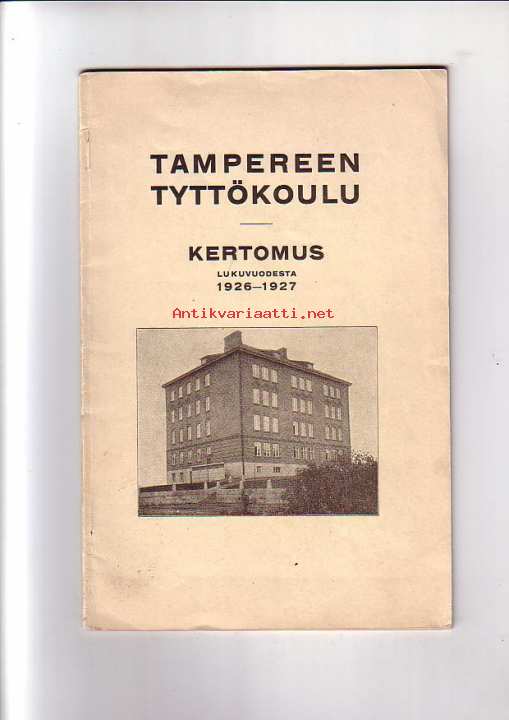 TAMPEREEN
TYTTÖKOULU
KERTOMUS
LUKUVUODESTA
1926—1927
Antikvariaatti.net